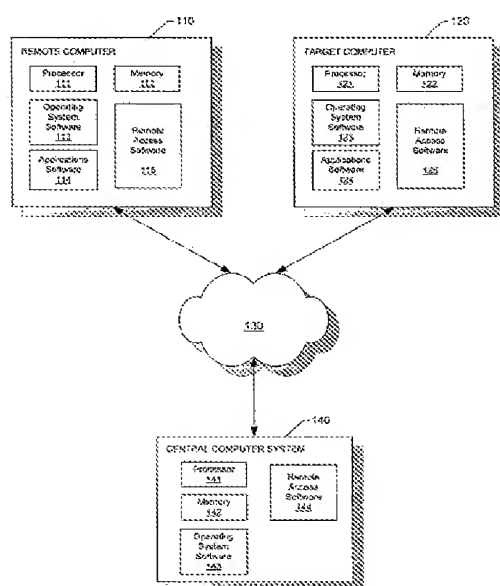 110
REMOTE COMPUTER
Processor
111
Memory
112
Operating
System
Software
113
Remote
Access
Software
115
Applications
Software
114
120
TARGET COMPUTER
Processor
121
Memory
122
Operating
System
Software
123
Remote
Access
Software
125
Applications
Software
124
130
140
CENTRAL COMPUTER SYSTEM
Processor
141
Memory
142
Remote
Access
Software
144
Operating
System
Software
143